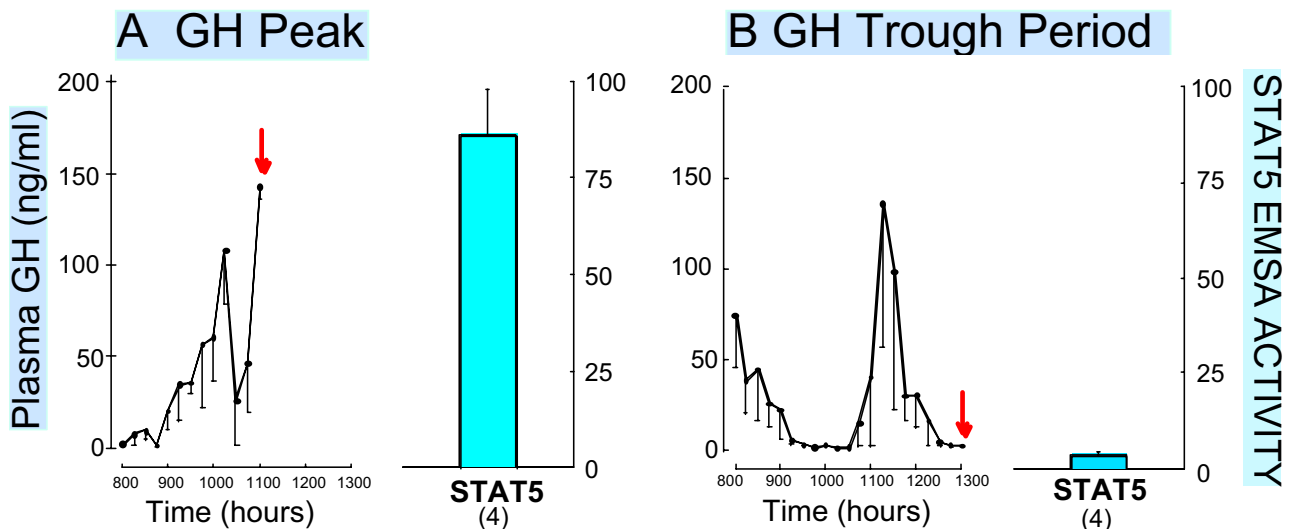 A GH Peak
B GH Trough Period
Plasma GH (ng/ml)
200
150
100
50
0
800 900 1000 1100 1200 1300
Time (hours)
100
75
50
25
0
STAT5
(4)
200
150
100
50
0
800 900 1000 1100 1300
Time (hours)
100
75
50
25
0
STAT5
(4)
STAT5 EMSA ACTIVITY